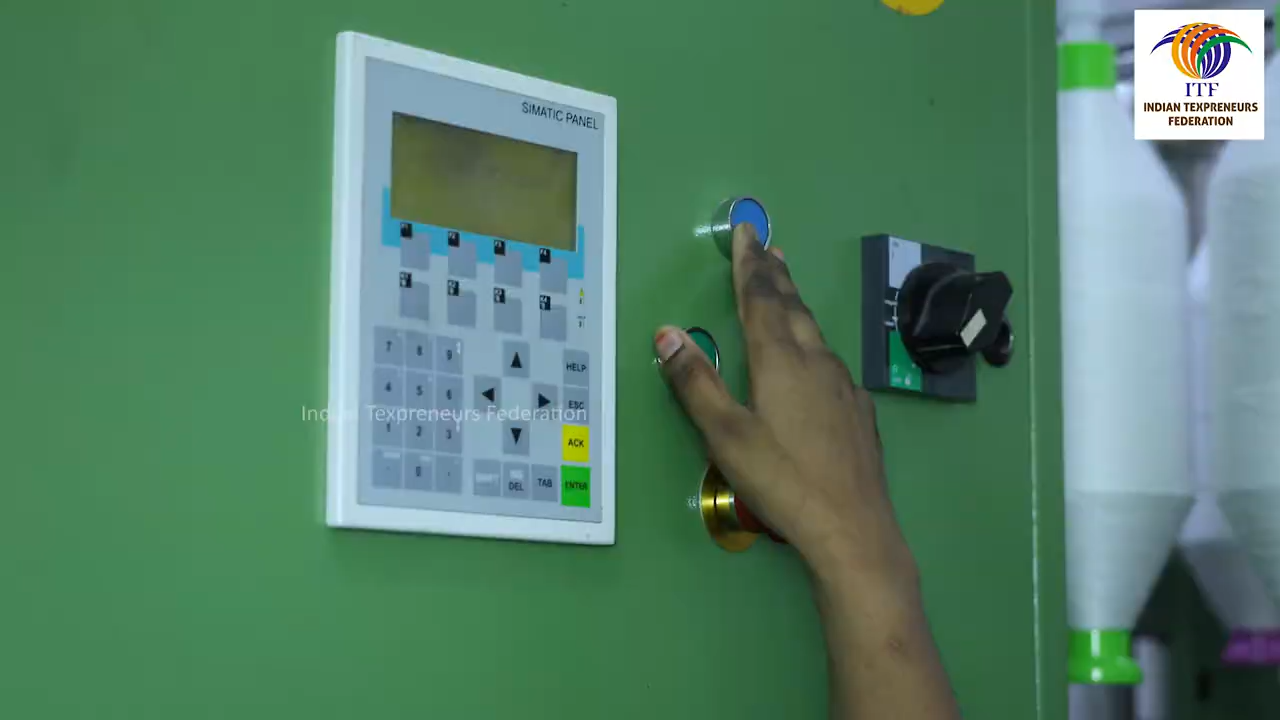 ITF
INDIAN TEXPRENEURS
FEDERATION
SIMATIC PANEL
7 8 9
HELP
4 5 6
ESC
Indian Texpreneurs Federation
1 2 3
ACK
0
DEL
TAB
ENTER